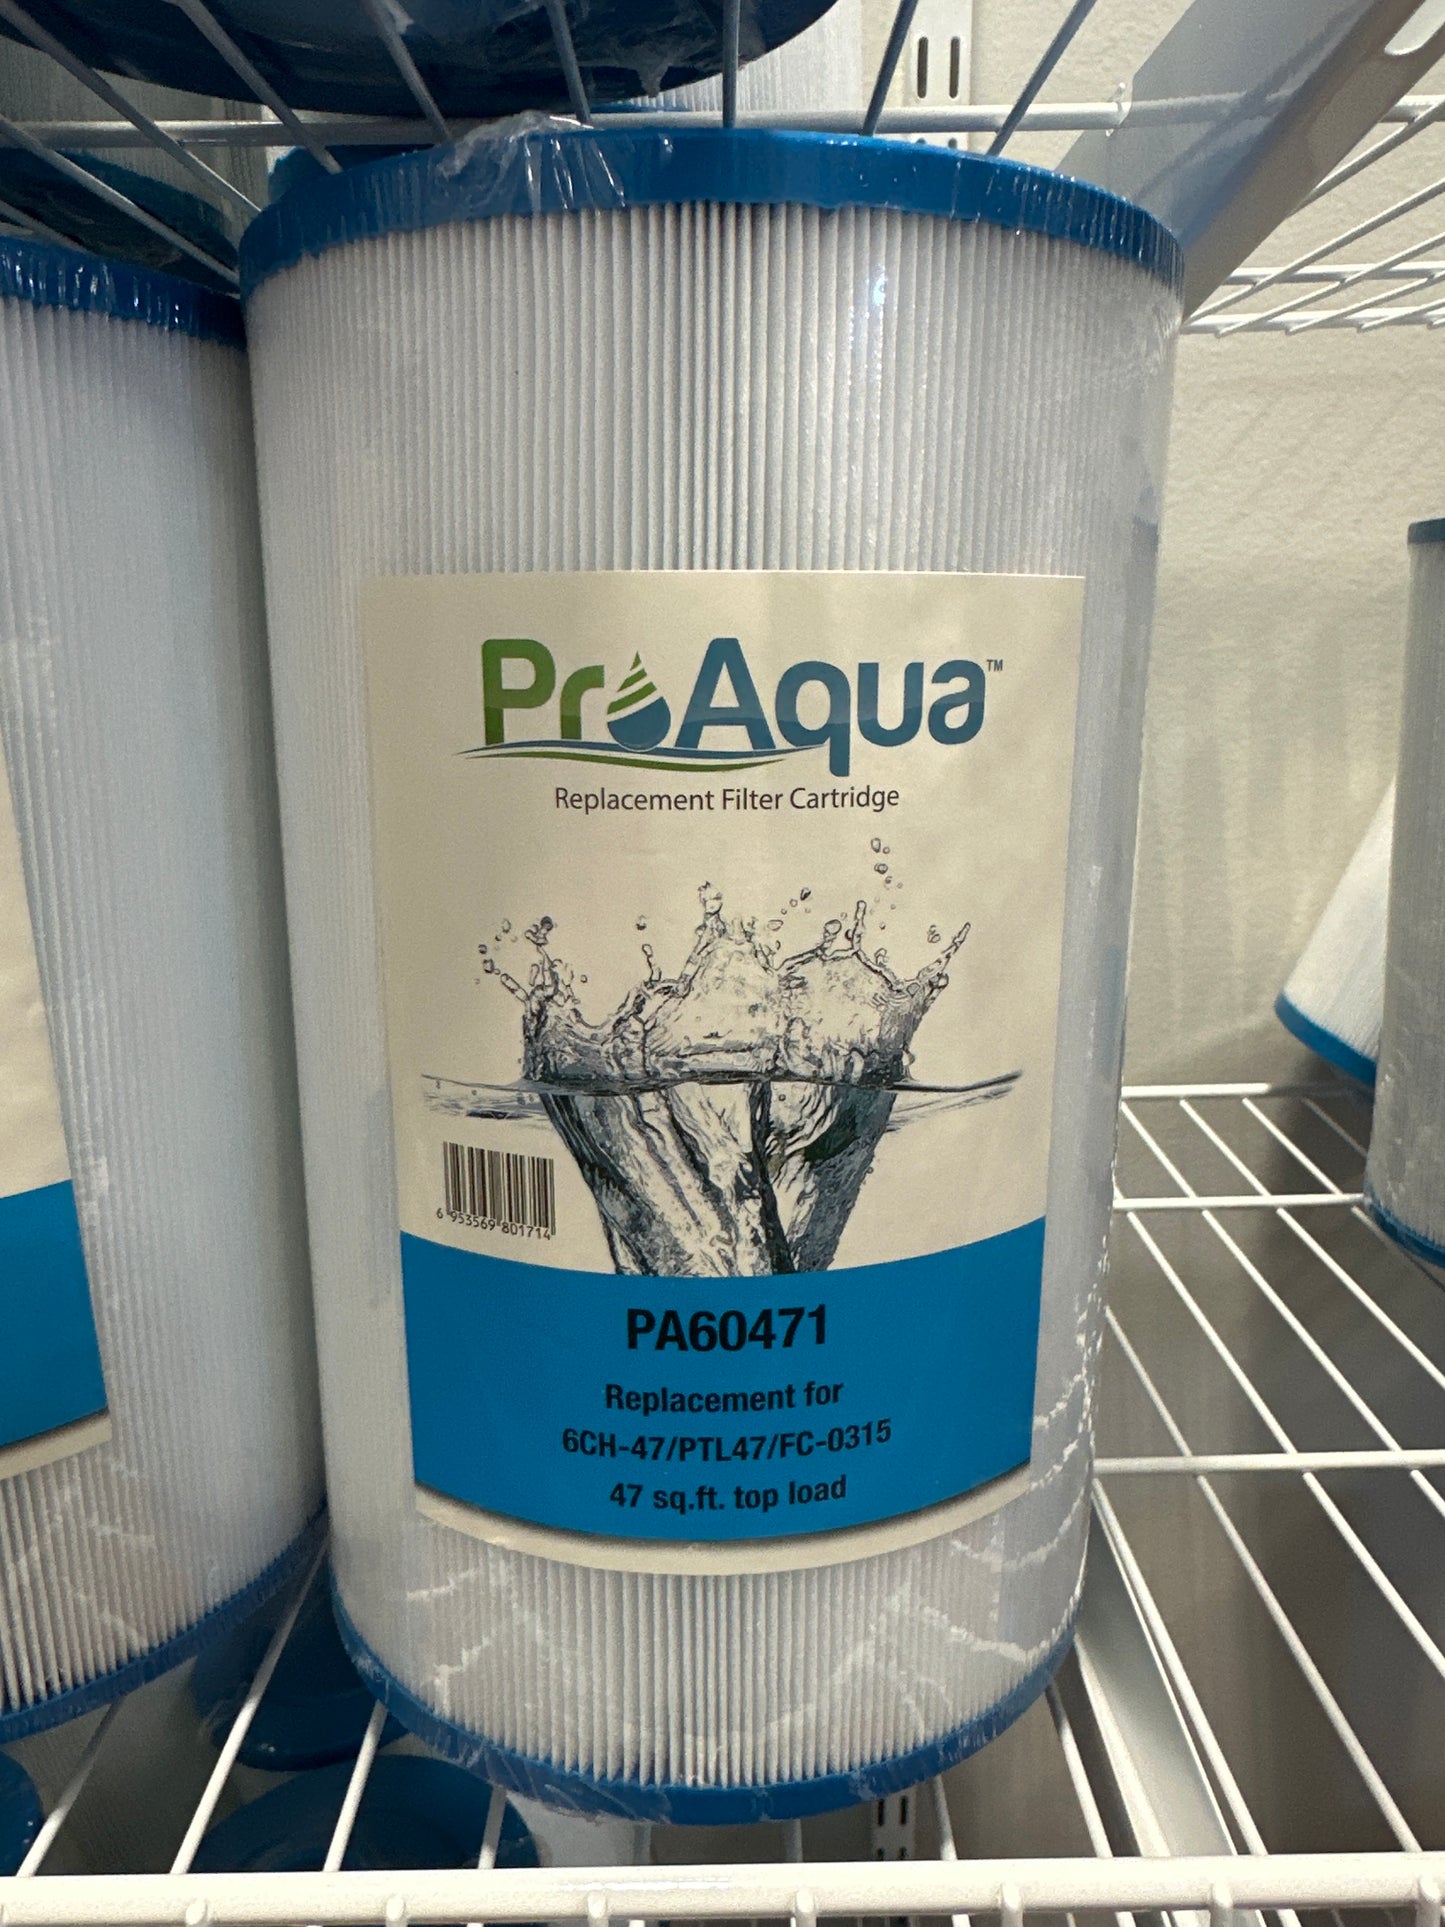 ProAqua™
Replacement Filter Cartridge
6 953569 801714
PA60471
Replacement for
6CH-47/PTL47/FC-0315
47 sq.ft. top load